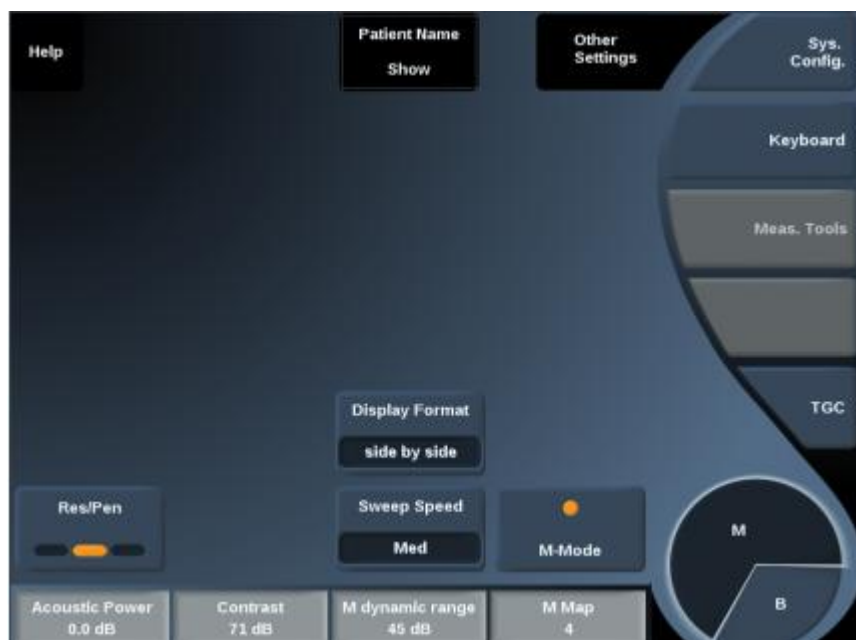 Help
Patient Name
Show
Other
Settings
Sys.
Config.
Keyboard
Meas. Tools
TGC
Display Format
side by side
Res/Pen
Sweep Speed
Med
M-Mode
M
B
Acoustic Power
0.0 dB
Contrast
71 dB
M dynamic range
45 dB
M Map
4